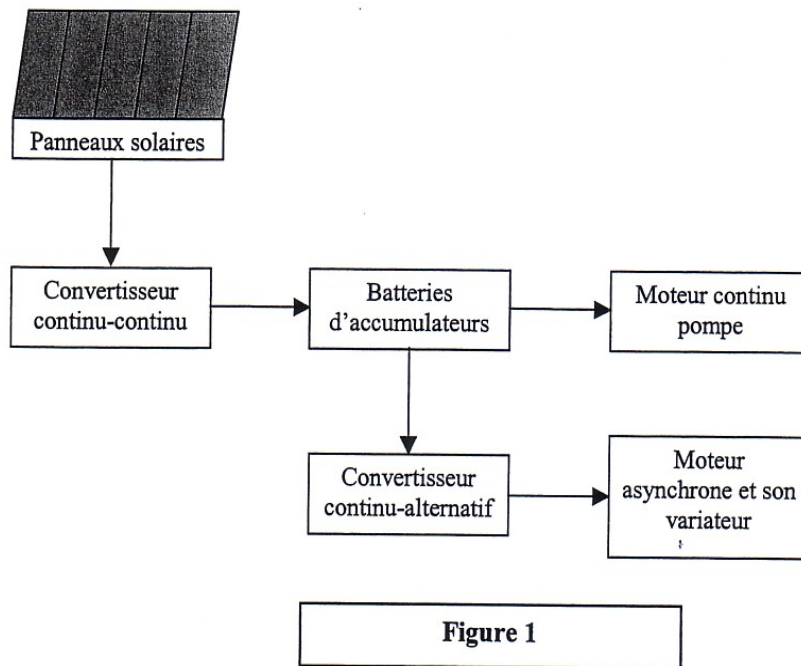 Panneaux solaires
Convertisseur
continu-continu
Batteries
d'accumulateurs
Moteur continu
pompe
Convertisseur
continu-alternatif
Moteur
asynchrone et son
variateur
Figure 1